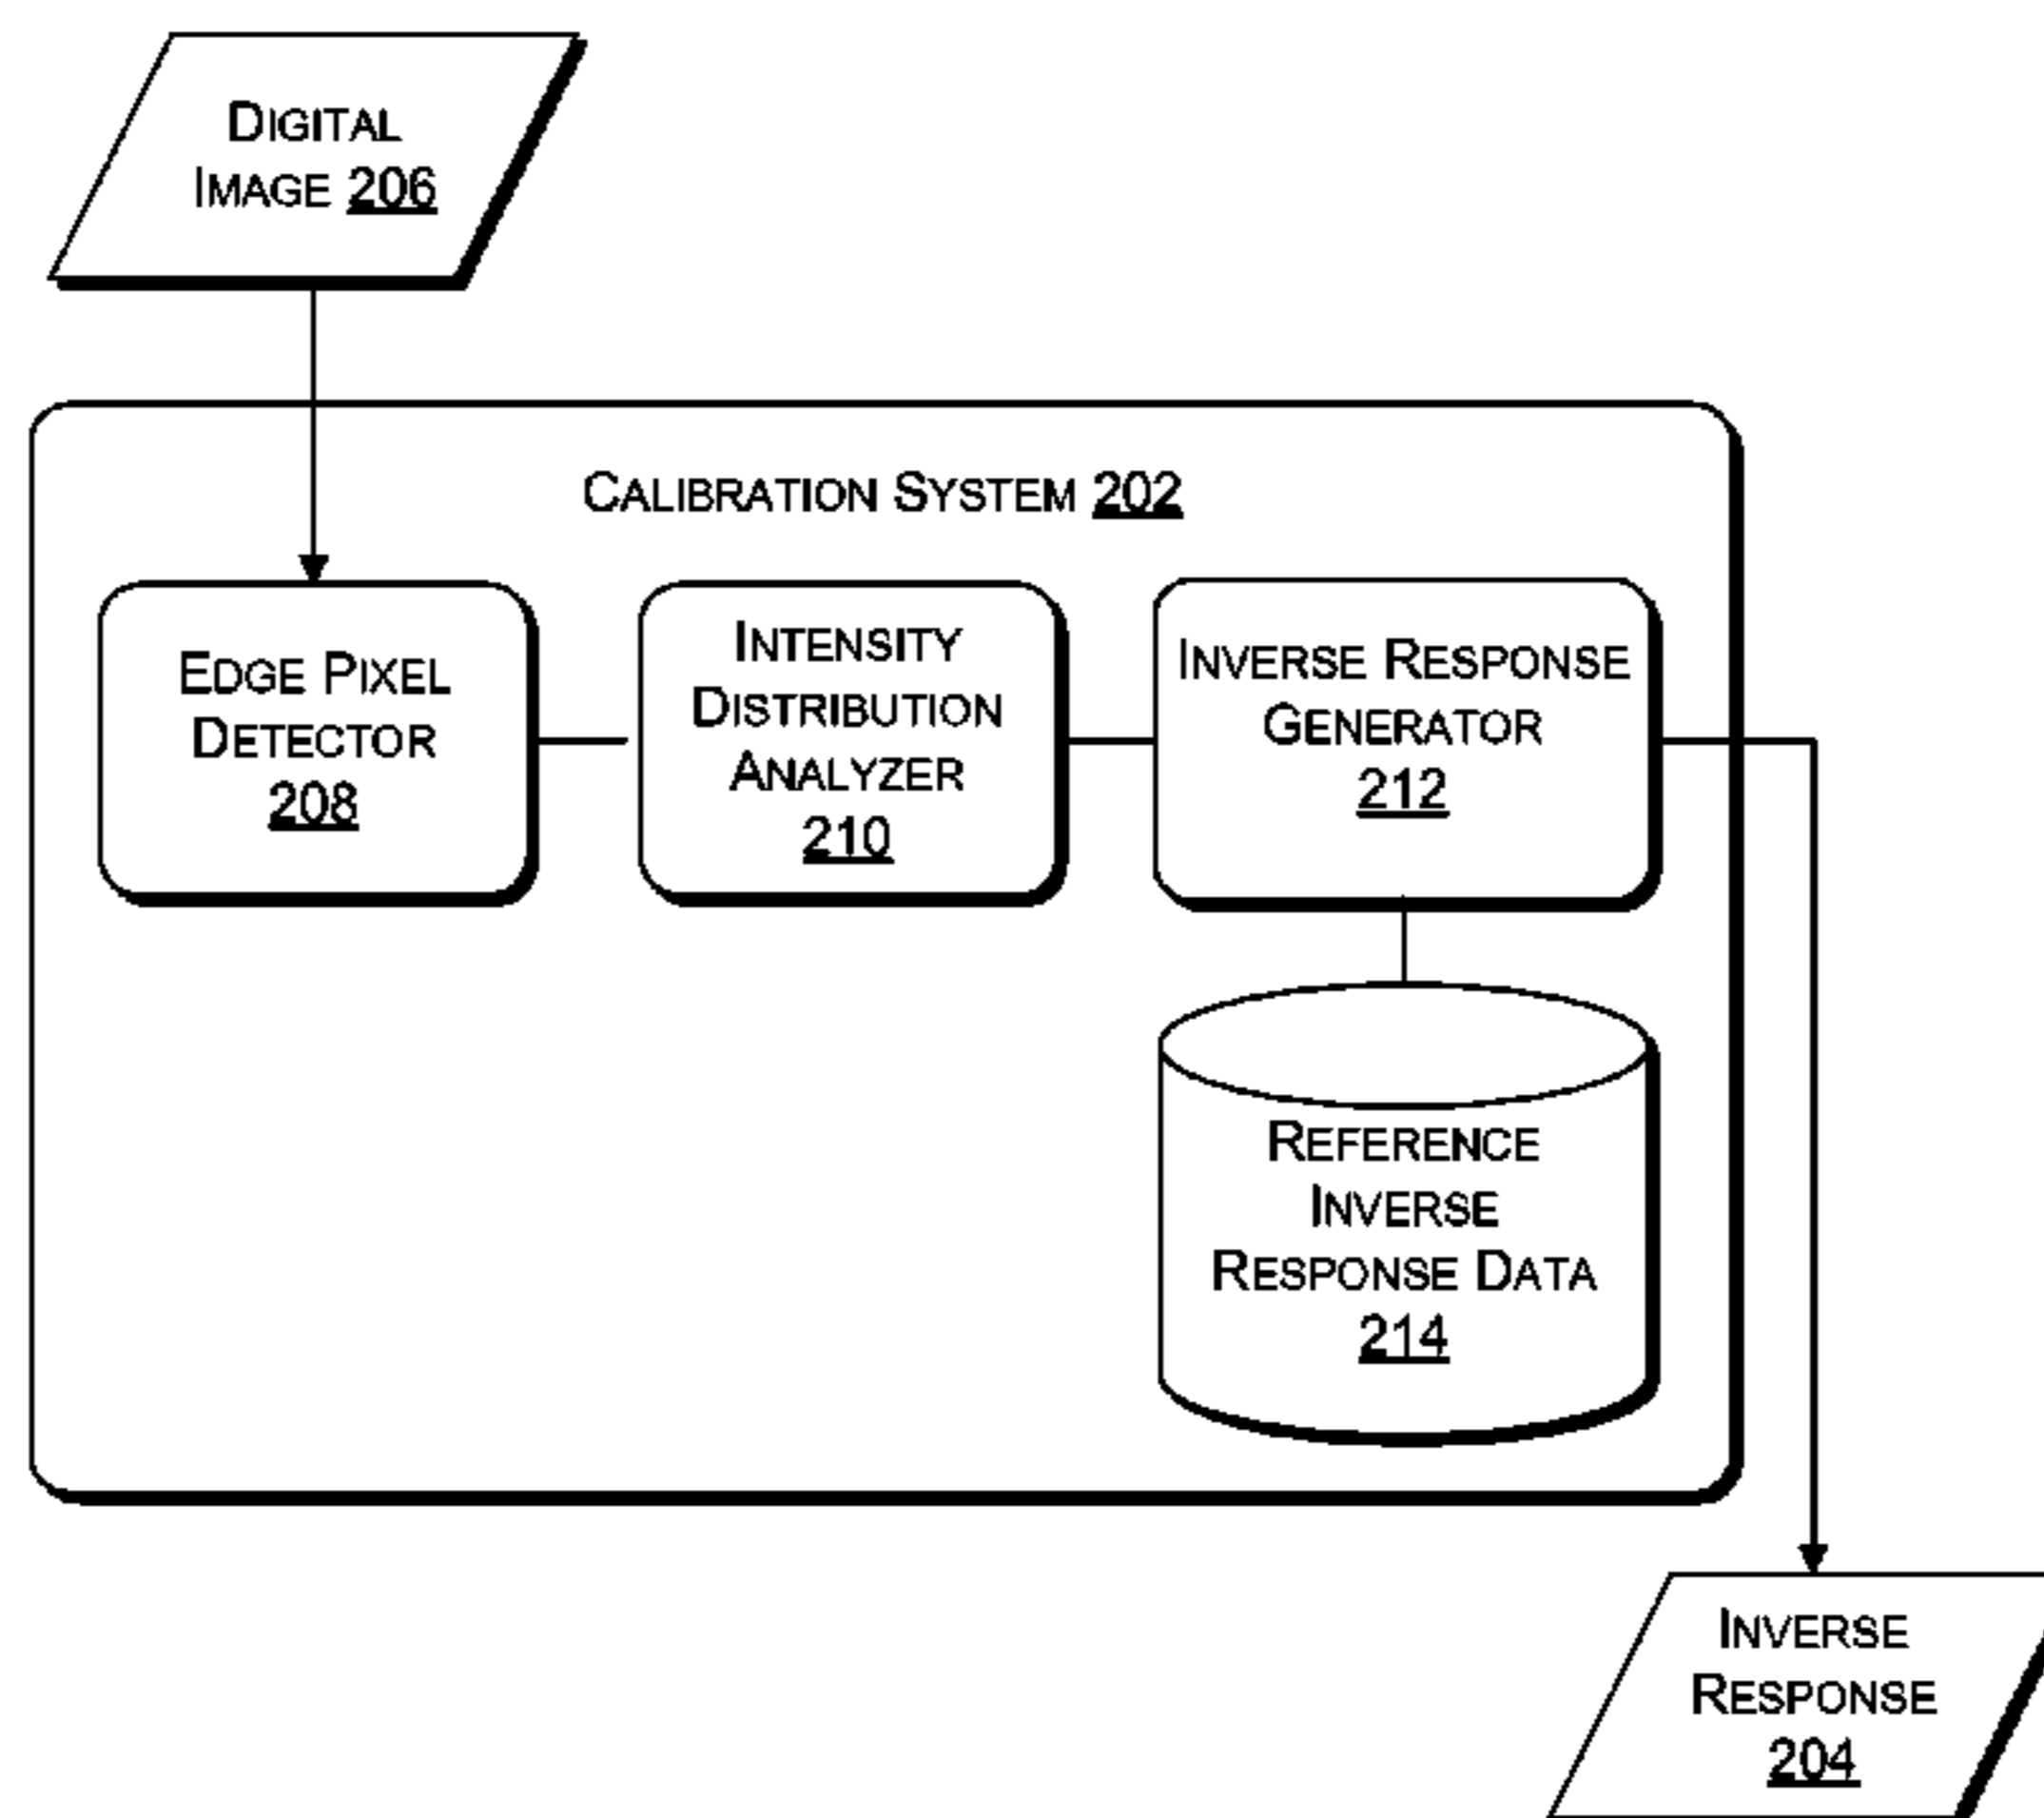 DIGITAL
IMAGE 206
CALIBRATION SYSTEM 202
EDGE PIXEL
DETECTOR
208
INTENSITY
DISTRIBUTION
ANALYZER
210
INVERSE RESPONSE
GENERATOR
212
REFERENCE
INVERSE
RESPONSE DATA
214
INVERSE
RESPONSE
204